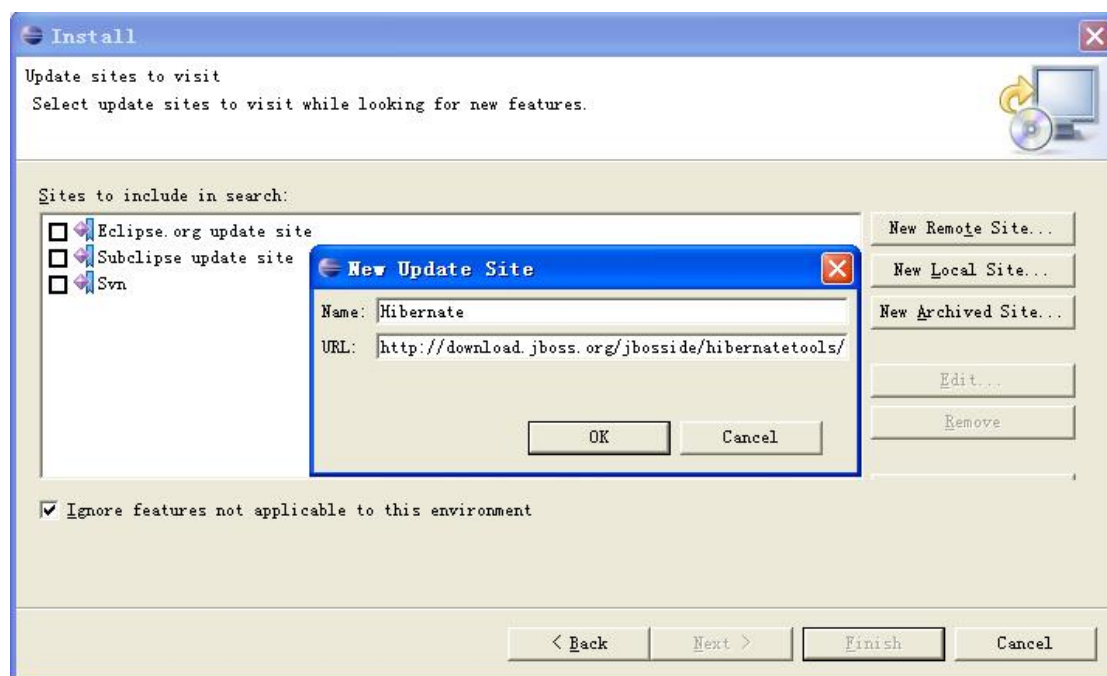 Install
Update sites to visit
Select update sites to visit while looking for new features.
Sites to include in search:
Eclipse.org update site
Subclipse update site
Svn
New Remote Site...
New Local Site...
New Archived Site...
Edit...
Remove
New Update Site
Name: Hibernate
URL: http://download.jboss.org/jbosside/hibernatetools/
OK Cancel
Ignore features not applicable to this environment
< Back Next > Finish Cancel